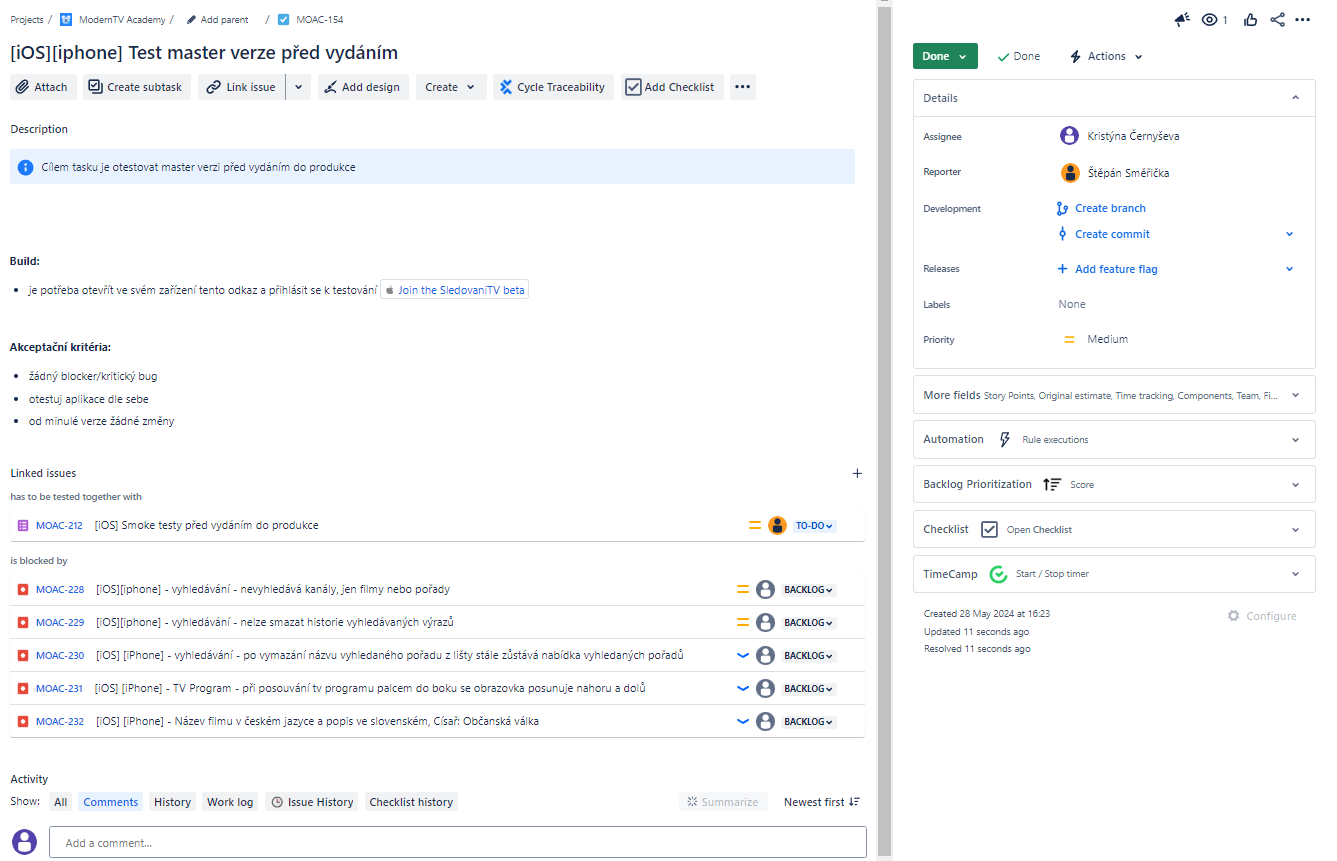 Projects / ModernTV Academy / Add parent / MOAC-154
[iOS][iphone] Test master verze před vydáním
Attach Create subtask Link issue Add design Create Cycle Traceability Add Checklist
Description
Cílem tasku je otestovat master verzi před vydáním do produkce
Build:
• je potřeba otevřít ve svém zařízení tento odkaz a přihlásit se k testování Join the SledovaniTV beta
Akceptační kritéria:
• žádný blocker/kritický bug
• otestuj aplikace dle sebe
• od minulé verze žádné změny
Linked issues
has to be tested together with
MOAC-212 [iOS] Smoke testy před vydáním do produkce TO-DO
is blocked by
MOAC-228 [iOS][iphone] - vyhledávání - nevyhledává kanály, jen filmy nebo pořady BACKLOG
MOAC-229 [iOS][iphone] - vyhledávání - nelze smazat historie vyhledávaných výrazů BACKLOG
MOAC-230 [iOS] [iPhone] - vyhledávání - po vymazání názvu vyhledaného pořadu z lišty stále zůstává nabídka vyhledaných pořadů BACKLOG
MOAC-231 [iOS] [iPhone] - TV Program - při posouvání tv programu palcem do boku se obrazovka posunuje nahoru a dolů BACKLOG
MOAC-232 [iOS] [iPhone] - Název filmu v českém jazyce a popis ve slovenském, Císař: Občanská válka BACKLOG
Activity
Show: All Comments History Work log Issue History Checklist history Summarize Newest first
Add a comment...
1
Done Done Actions
Details
Assignee Kristýna Černyševa
Reporter Štěpán Směřička
Development Create branch
Create commit
Releases Add feature flag
Labels None
Priority Medium
More fields Story Points, Original estimate, Time tracking, Components, Team, Fi...
Automation Rule executions
Backlog Prioritization Score
Checklist Open Checklist
TimeCamp Start / Stop timer
Created 28 May 2024 at 16:23 Configure
Updated 11 seconds ago
Resolved 11 seconds ago